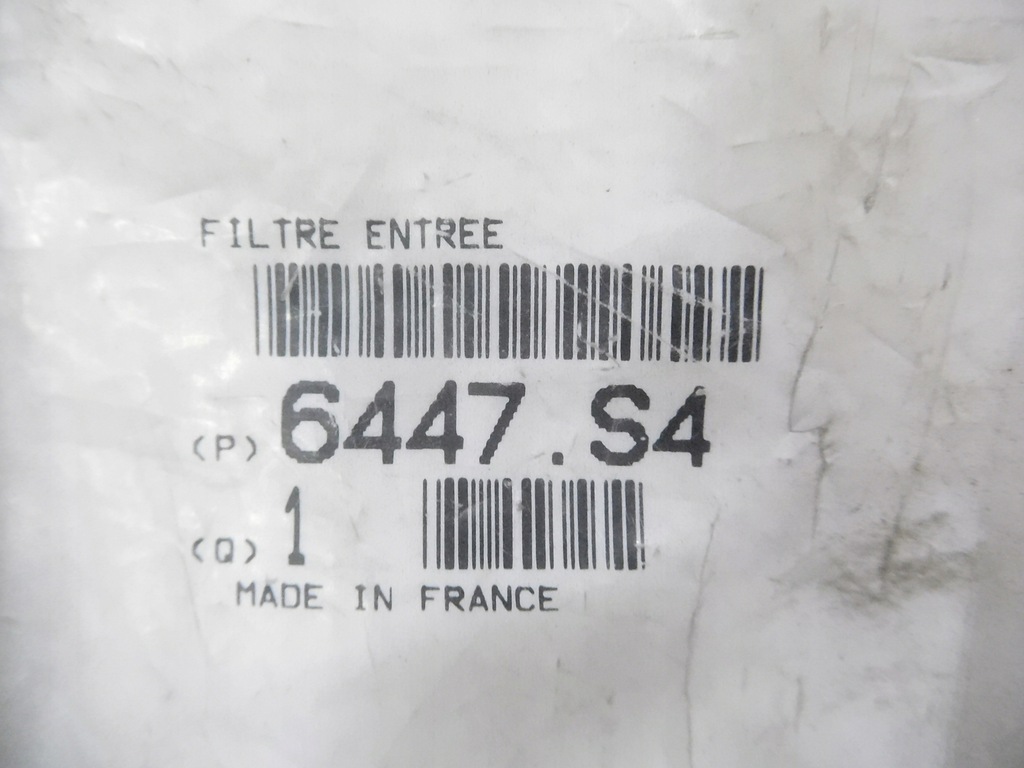 FILTRE ENTREE
(P) 6447.S4
(Q) 1
MADE IN FRANCE